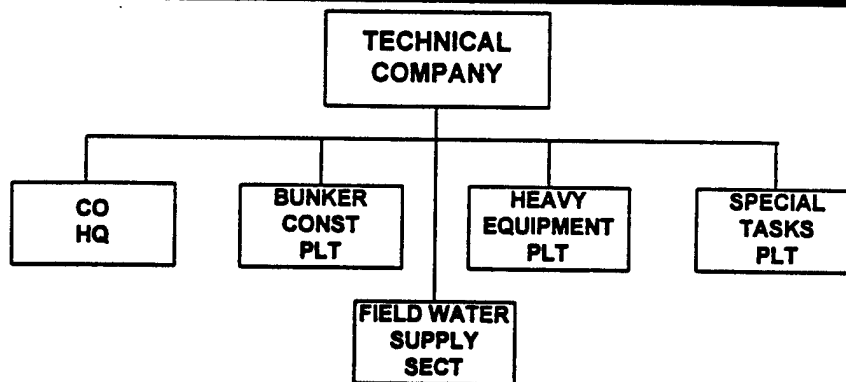 TECHNICAL
COMPANY
CO
HQ
BUNKER
CONST
PLT
HEAVY
EQUIPMENT
PLT
SPECIAL
TASKS
PLT
FIELD WATER
SUPPLY
SECT